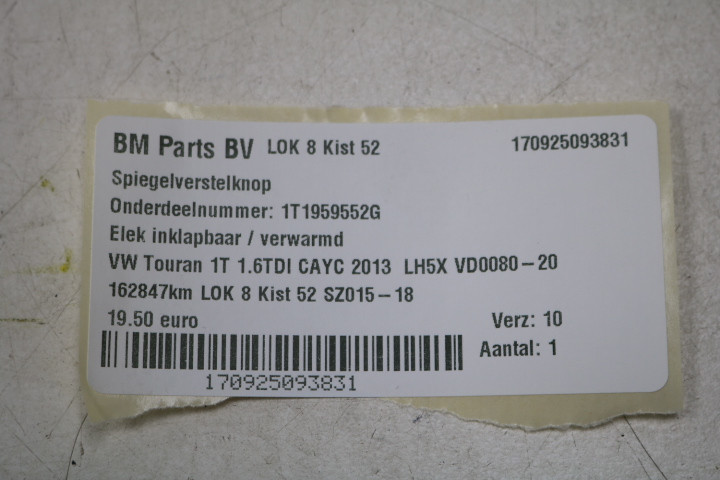 BM Parts BV LOK 8 Kist 52 170925093831
Spiegelverstelknop
Onderdeelnummer: 1T1959552G
Elek inklapbaar / verwarmd
VW Touran 1T 1.6TDI CAYC 2013 LH5X VD0080-20
162847km LOK 8 Kist 52 SZ015-18
19.50 euro Verz: 10
Aantal: 1
170925093831